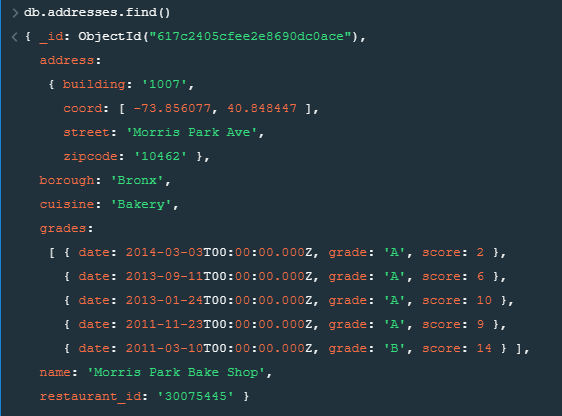 > db.addresses.find()
< { _id: ObjectId("617c2405cfee2e8690dc0ace"),
address:
{ building: '1007',
coord: [ -73.856077, 40.848447 ],
street: 'Morris Park Ave',
zipcode: '10462' },
borough: 'Bronx',
cuisine: 'Bakery',
grades:
[ { date: 2014-03-03T00:00:00.000Z, grade: 'A', score: 2 },
{ date: 2013-09-11T00:00:00.000Z, grade: 'A', score: 6 },
{ date: 2013-01-24T00:00:00.000Z, grade: 'A', score: 10 },
{ date: 2011-11-23T00:00:00.000Z, grade: 'A', score: 9 },
{ date: 2011-03-10T00:00:00.000Z, grade: 'B', score: 14 } ],
name: 'Morris Park Bake Shop',
restaurant_id: '30075445' }